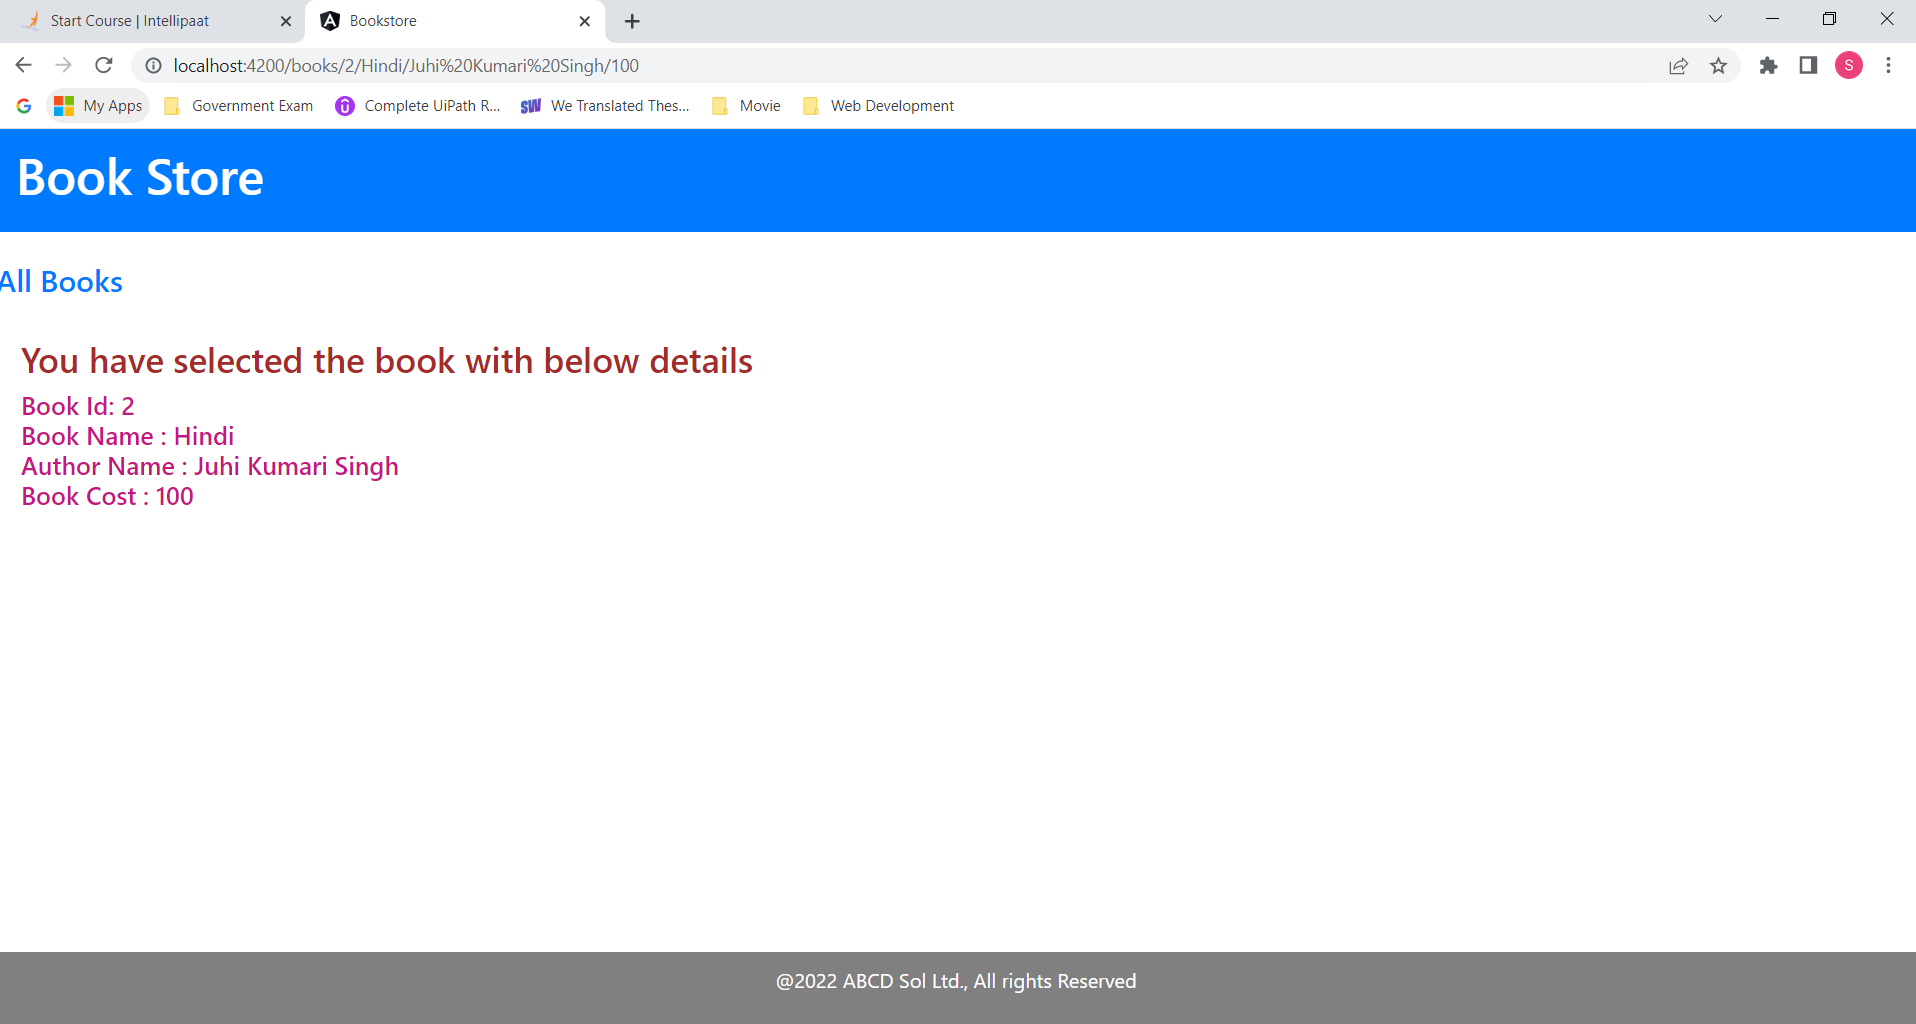 Start Course | Intellipaat
Bookstore
localhost:4200/books/2/Hindi/Juhi%20Kumari%20Singh/100
S
My Apps
Government Exam
Complete UiPath R...
SW
We Translated Thes...
Movie
Web Development
Book Store
All Books
You have selected the book with below details
Book Id: 2
Book Name : Hindi
Author Name : Juhi Kumari Singh
Book Cost : 100
@2022 ABCD Sol Ltd., All rights Reserved